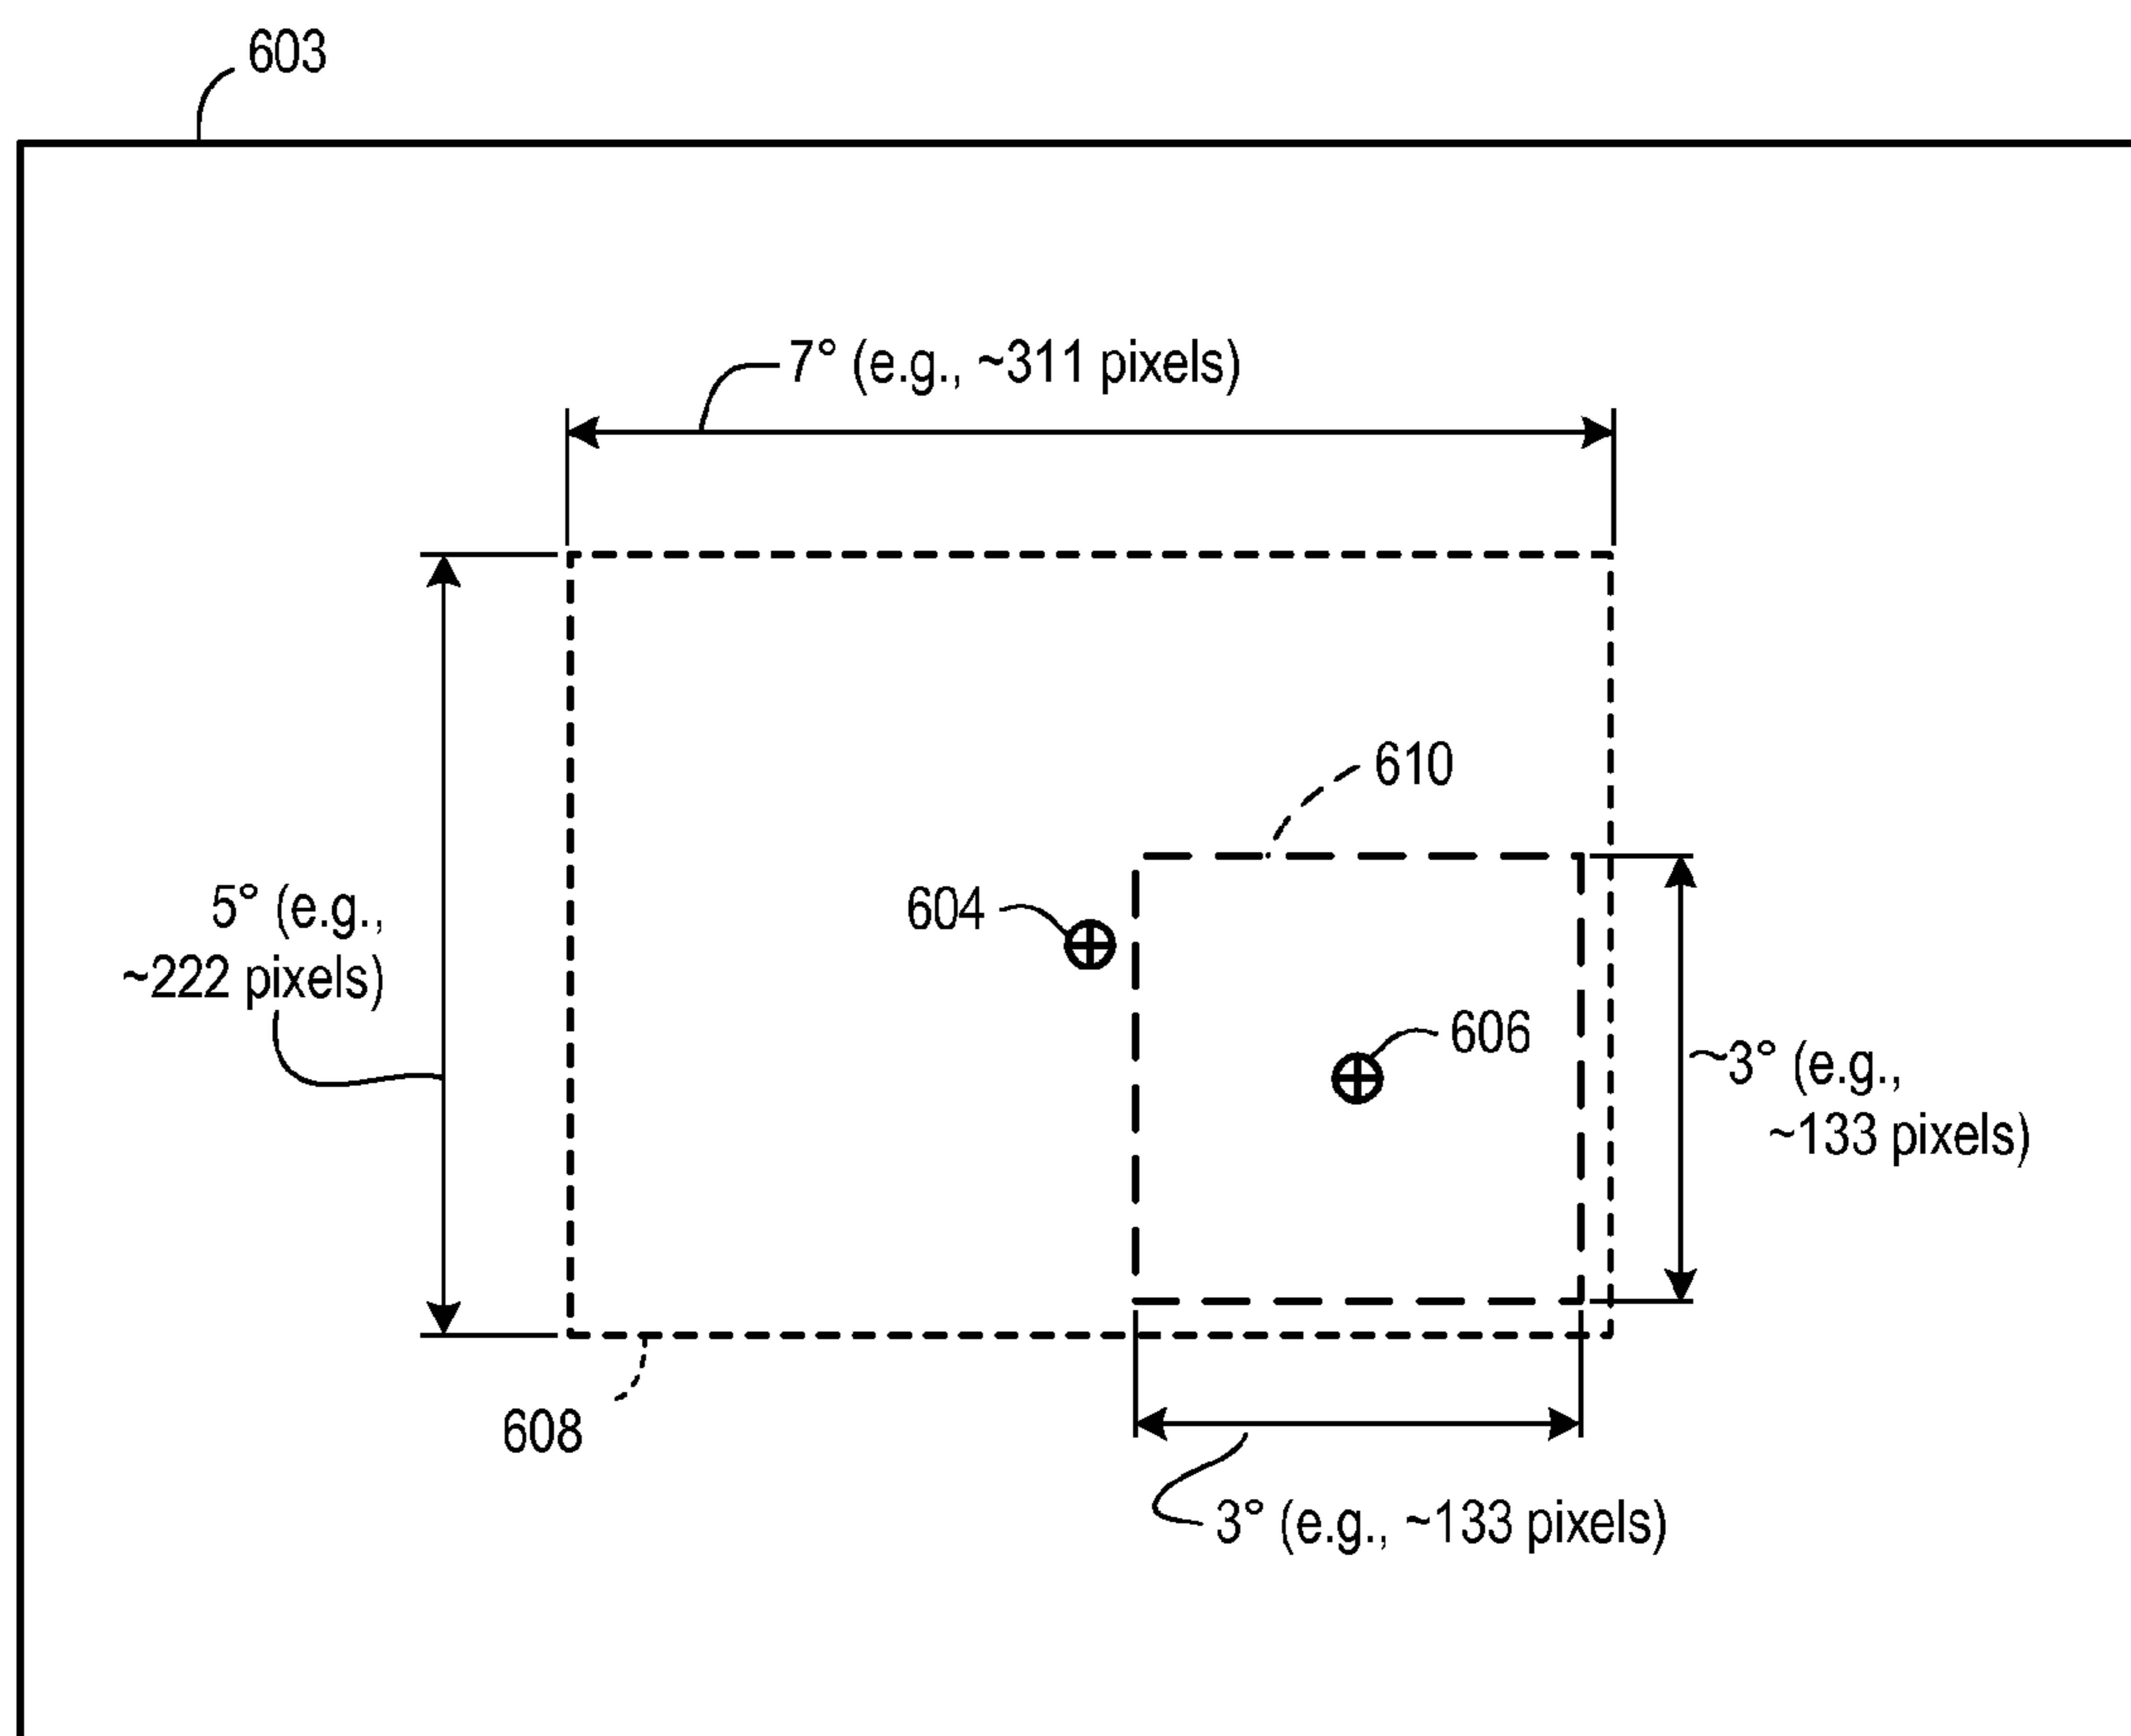 603
7° (e.g., ~311 pixels)
610
604
5° (e.g.,
~222 pixels)
606
~3° (e.g.,
~133 pixels)
608
3° (e.g., ~133 pixels)